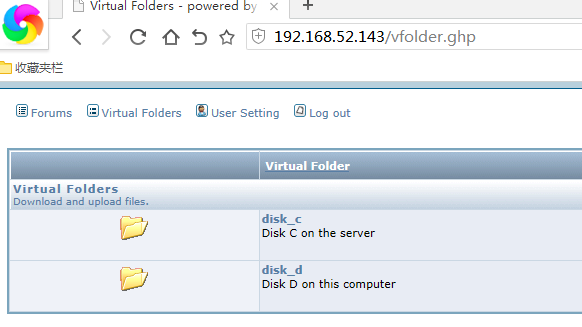 Virtual Folders - powered by
192.168.52.143/vfolder.ghp
收藏夹栏
Forums Virtual Folders User Setting Log out
Virtual Folder
Virtual Folders
Download and upload files.
disk_c
Disk C on the server
disk_d
Disk D on this computer